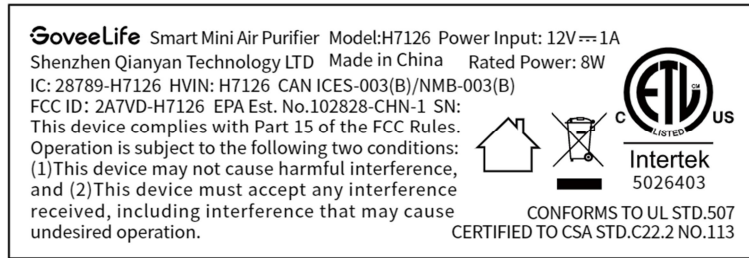 GoveeLife Smart Mini Air Purifier Model:H7126 Power Input: 12V⎓1A
Shenzhen Qianyan Technology LTD Made in China Rated Power: 8W
IC: 28789-H7126 HVIN: H7126 CAN ICES-003(B)/NMB-003(B)
FCC ID: 2A7VD-H7126 EPA Est. No.102828-CHN-1 SN:
This device complies with Part 15 of the FCC Rules.
Operation is subject to the following two conditions:
(1)This device may not cause harmful interference,
and (2)This device must accept any interference
received, including interference that may cause
undesired operation.
ETL CM
C US
LISTED
Intertek
5026403
CONFORMS TO UL STD.507
CERTIFIED TO CSA STD.C22.2 NO.113